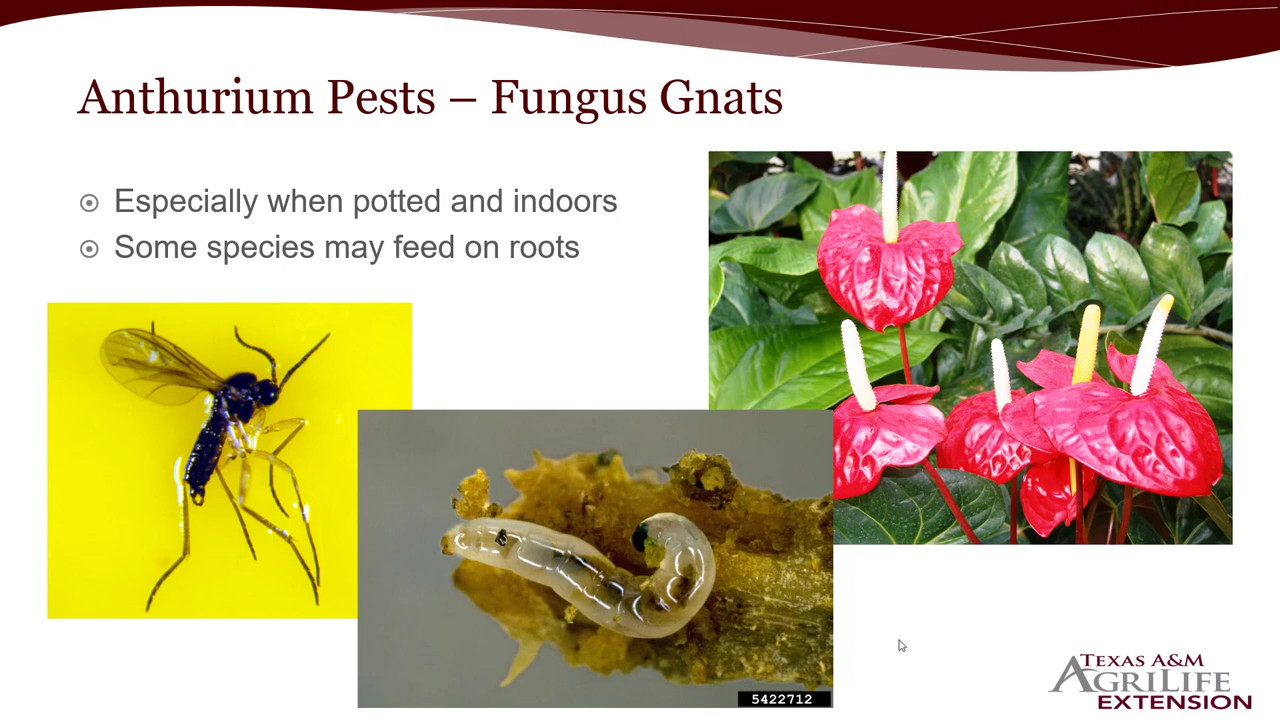 Anthurium Pests – Fungus Gnats
Especially when potted and indoors
Some species may feed on roots
5422712
TEXAS A&M
AGRILIFE
EXTENSION